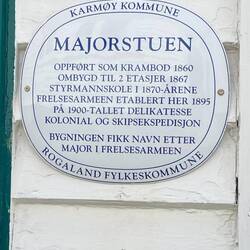 KARMØY KOMMUNE
MAJORSTUEN
OPPFØRT SOM KRAMBOD 1860
OMBYGD TIL 2 ETASJER 1867
STYRMANNSKOLE I 1870-ÅRENE
FRELSESARMEEN ETABLERT HER 1895
PÅ 1900-TALLET DELIKATESSE
KOLONIAL OG SKIPSEKSPEDISJON
BYGNINGEN FIKK NAVN ETTER
MAJOR I FRELSESARMEEN
ROGALAND FYLKESKOMMUNE